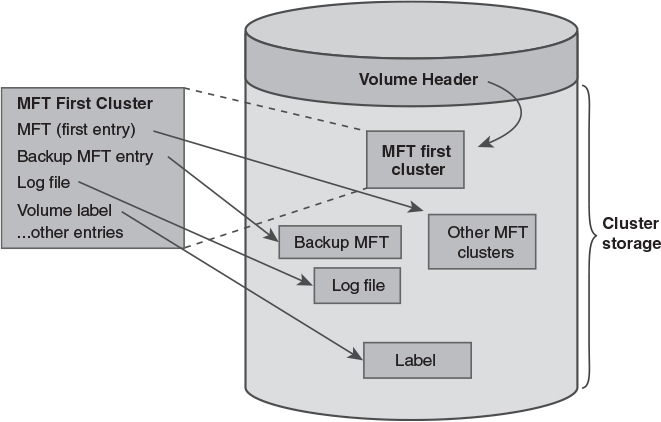 Volume Header
MFT First Cluster
MFT (first entry)
Backup MFT entry
Log file
Volume label
...other entries
MFT first
cluster
Backup MFT
Other MFT
clusters
Log file
Label
Cluster
storage